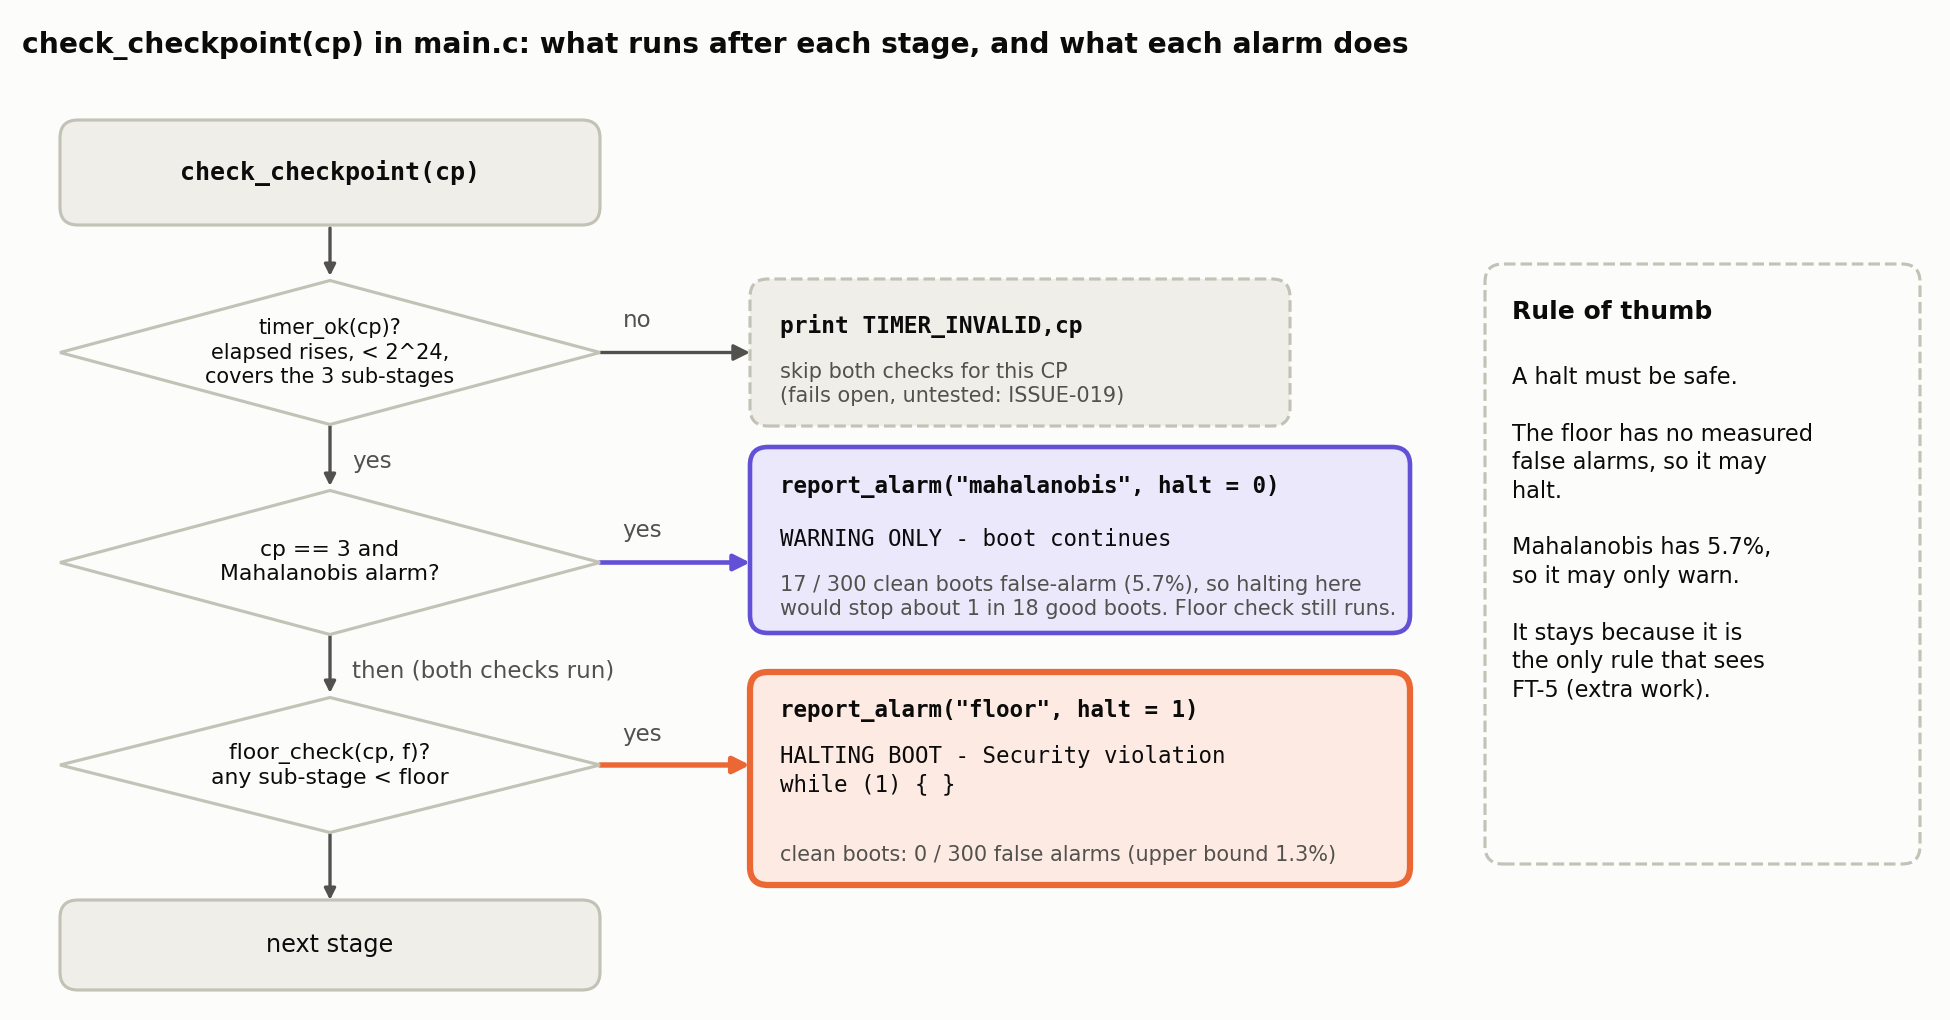 check_checkpoint(cp) in main.c: what runs after each stage, and what each alarm does
check_checkpoint(cp)
timer_ok(cp)?
elapsed rises, < 2^24,
covers the 3 sub-stages
no
print TIMER_INVALID,cp
skip both checks for this CP
(fails open, untested: ISSUE-019)
yes
cp == 3 and
Mahalanobis alarm?
yes
report_alarm("mahalanobis", halt = 0)
WARNING ONLY - boot continues
17 / 300 clean boots false-alarm (5.7%), so halting here
would stop about 1 in 18 good boots. Floor check still runs.
then (both checks run)
floor_check(cp, f)?
any sub-stage < floor
yes
report_alarm("floor", halt = 1)
HALTING BOOT - Security violation
while (1) { }
clean boots: 0 / 300 false alarms (upper bound 1.3%)
next stage
Rule of thumb
A halt must be safe.
The floor has no measured
false alarms, so it may
halt.
Mahalanobis has 5.7%,
so it may only warn.
It stays because it is
the only rule that sees
FT-5 (extra work).